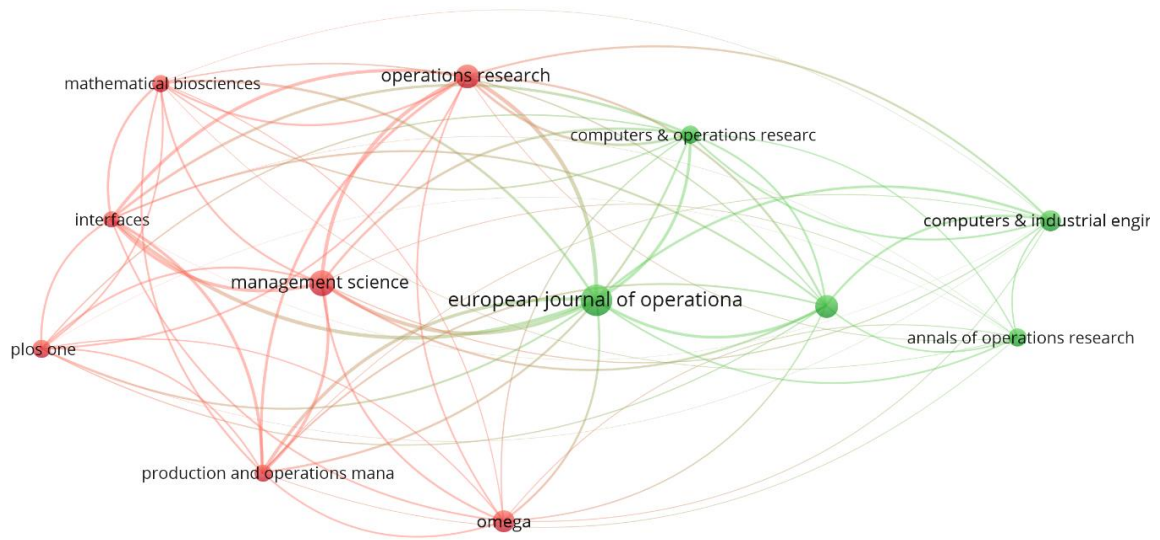 operations research
mathematical biosciences
computers & operations researc
interfaces
computers & industrial engir
management science
european journal of operationa
annals of operations research
plos one
production and operations mana
omega